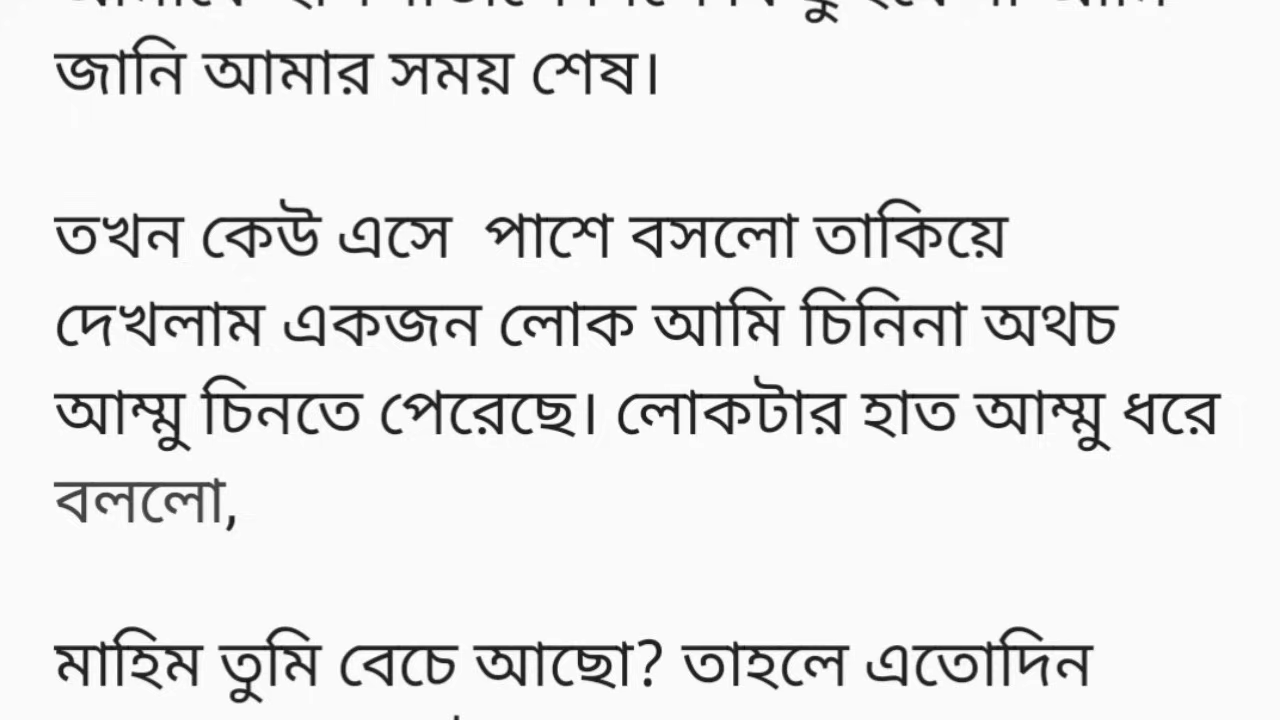 জানি আমার সময় শেষ।
তখন কেউ এসে  পাশে বসলো তাকিয়ে
দেখলাম একজন লোক আমি চিনিনা অথচ
আম্মু চিনতে পেরেছে। লোকটার হাত আম্মু ধরে
বললো,
মাহিম তুমি বেচে আছো? তাহলে এতোদিন